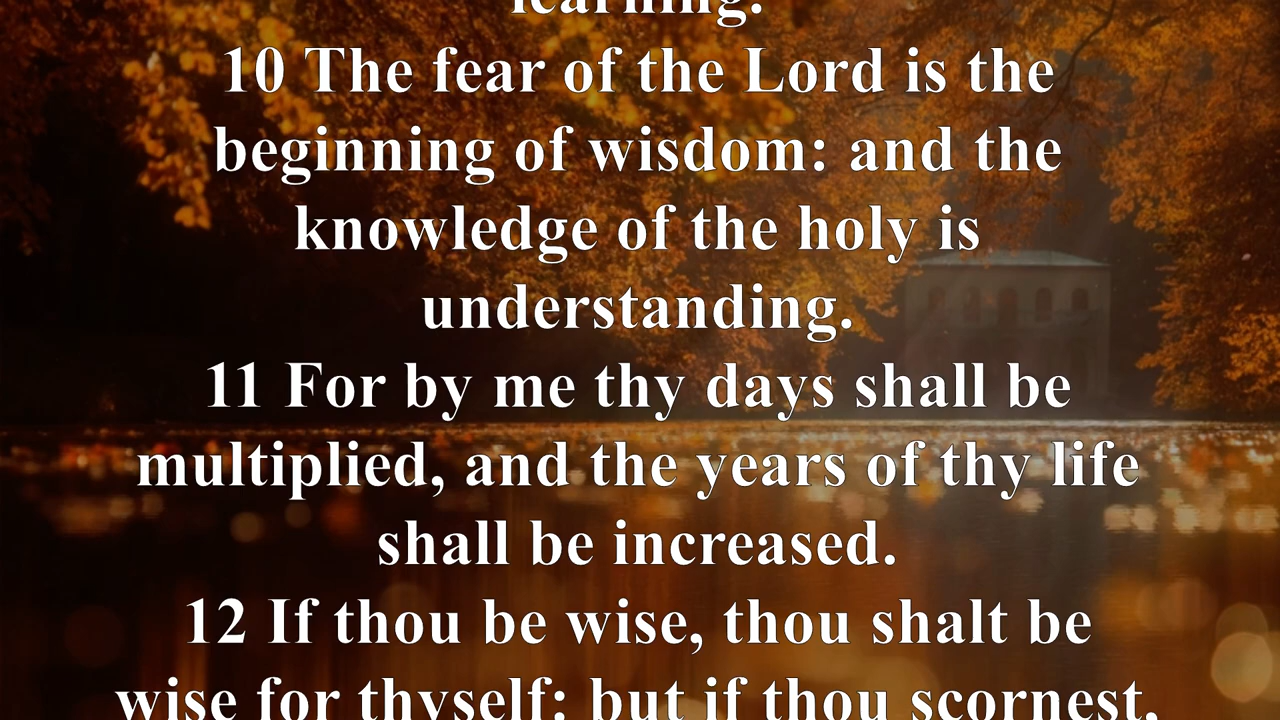 learning.
10 The fear of the Lord is the
beginning of wisdom: and the
knowledge of the holy is
understanding.
11 For by me thy days shall be
multiplied, and the years of thy life
shall be increased.
12 If thou be wise, thou shalt be
wise for thyself: but if thou scornest,